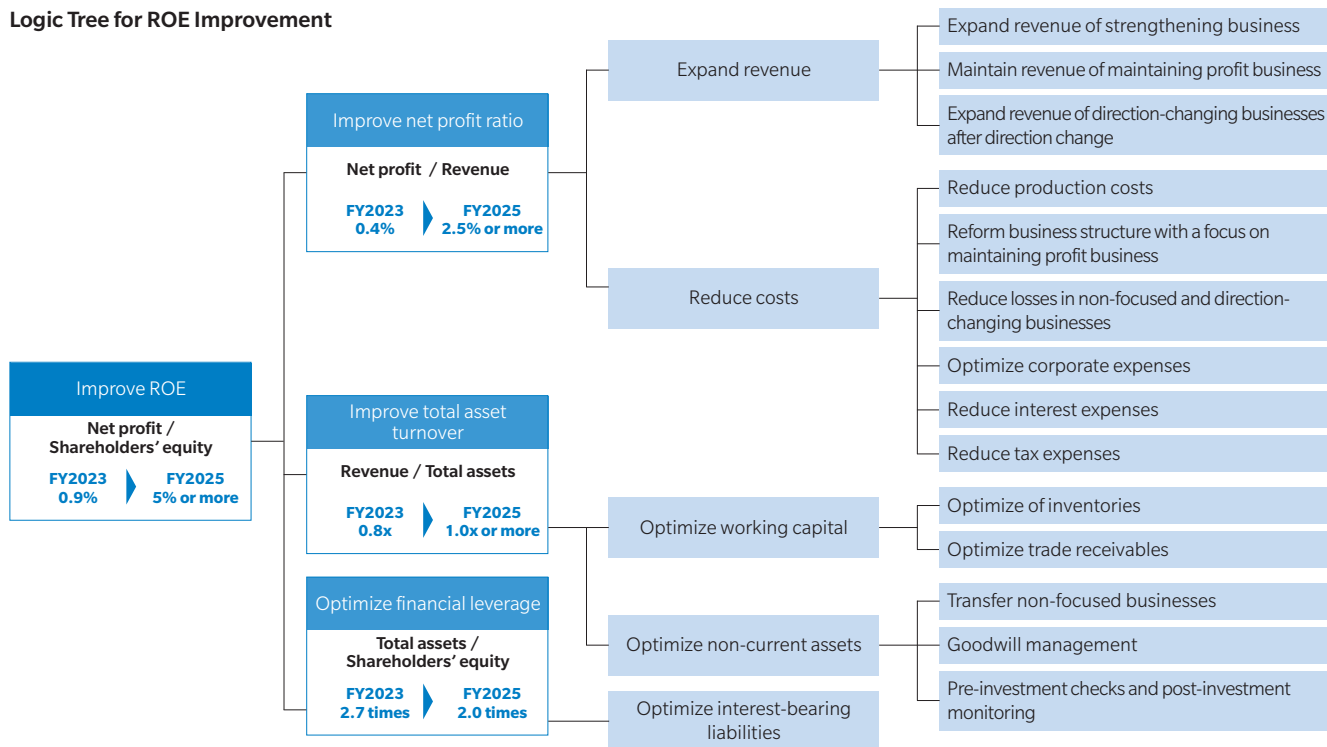 Logic Tree for ROE Improvement
Improve ROE
Net profit /
Shareholders' equity
FY2023
0.9%
FY2025
5% or more
Improve net profit ratio
Net profit / Revenue
FY2023
0.4%
FY2025
2.5% or more
Improve total asset
turnover
Revenue / Total assets
FY2023
0.8x
FY2025
1.0x or more
Optimize financial leverage
Total assets /
Shareholders' equity
FY2023
2.7 times
FY2025
2.0 times
Expand revenue
Reduce costs
Optimize working capital
Optimize non-current assets
Optimize interest-bearing
liabilities
Expand revenue of strengthening business
Maintain revenue of maintaining profit business
Expand revenue of direction-changing businesses
after direction change
Reduce production costs
Reform business structure with a focus on
maintaining profit business
Reduce losses in non-focused and direction-
changing businesses
Optimize corporate expenses
Reduce interest expenses
Reduce tax expenses
Optimize of inventories
Optimize trade receivables
Transfer non-focused businesses
Goodwill management
Pre-investment checks and post-investment
monitoring